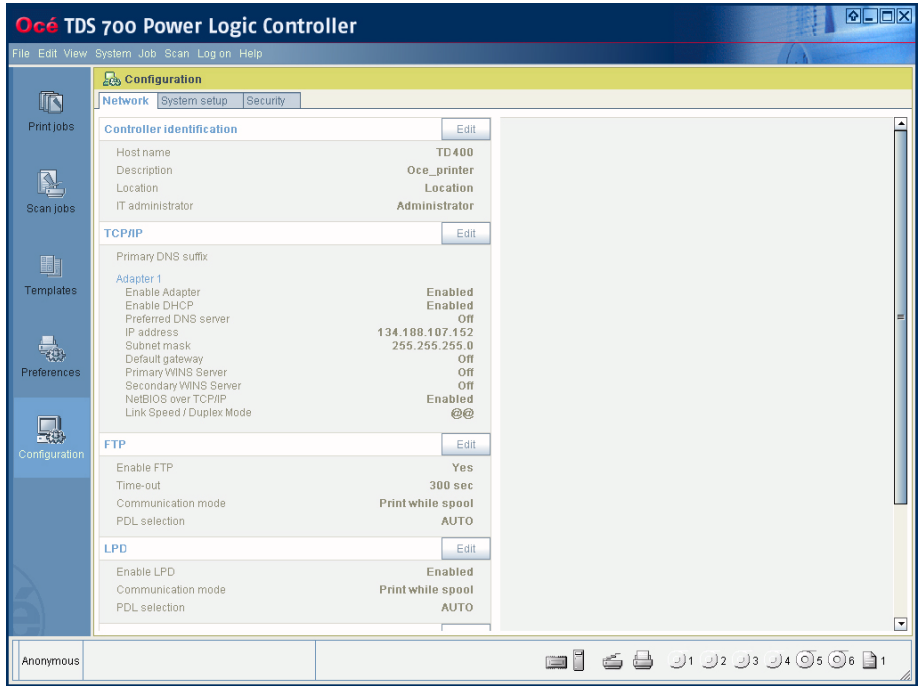 Océ TDS 700 Power Logic Controller
File Edit View System Job Scan Log on Help
Configuration
Network System setup Security
Print jobs
Scan jobs
Templates
Preferences
Configuration
Controller identification Edit
Host name TD400
Description Oce_printer
Location Location
IT administrator Administrator
TCP/IP Edit
Primary DNS suffix
Adapter 1
Enable Adapter Enabled
Enable DHCP Enabled
Preferred DNS server Off
IP address 134.188.107.152
Subnet mask 255.255.255.0
Default gateway Off
Primary WINS Server Off
Secondary WINS Server Off
NetBIOS over TCP/IP Enabled
Link Speed / Duplex Mode @@
FTP Edit
Enable FTP Yes
Time-out 300 sec
Communication mode Print while spool
PDL selection AUTO
LPD Edit
Enable LPD Enabled
Communication mode Print while spool
PDL selection AUTO
Anonymous 1 2 3 4 5 6 1